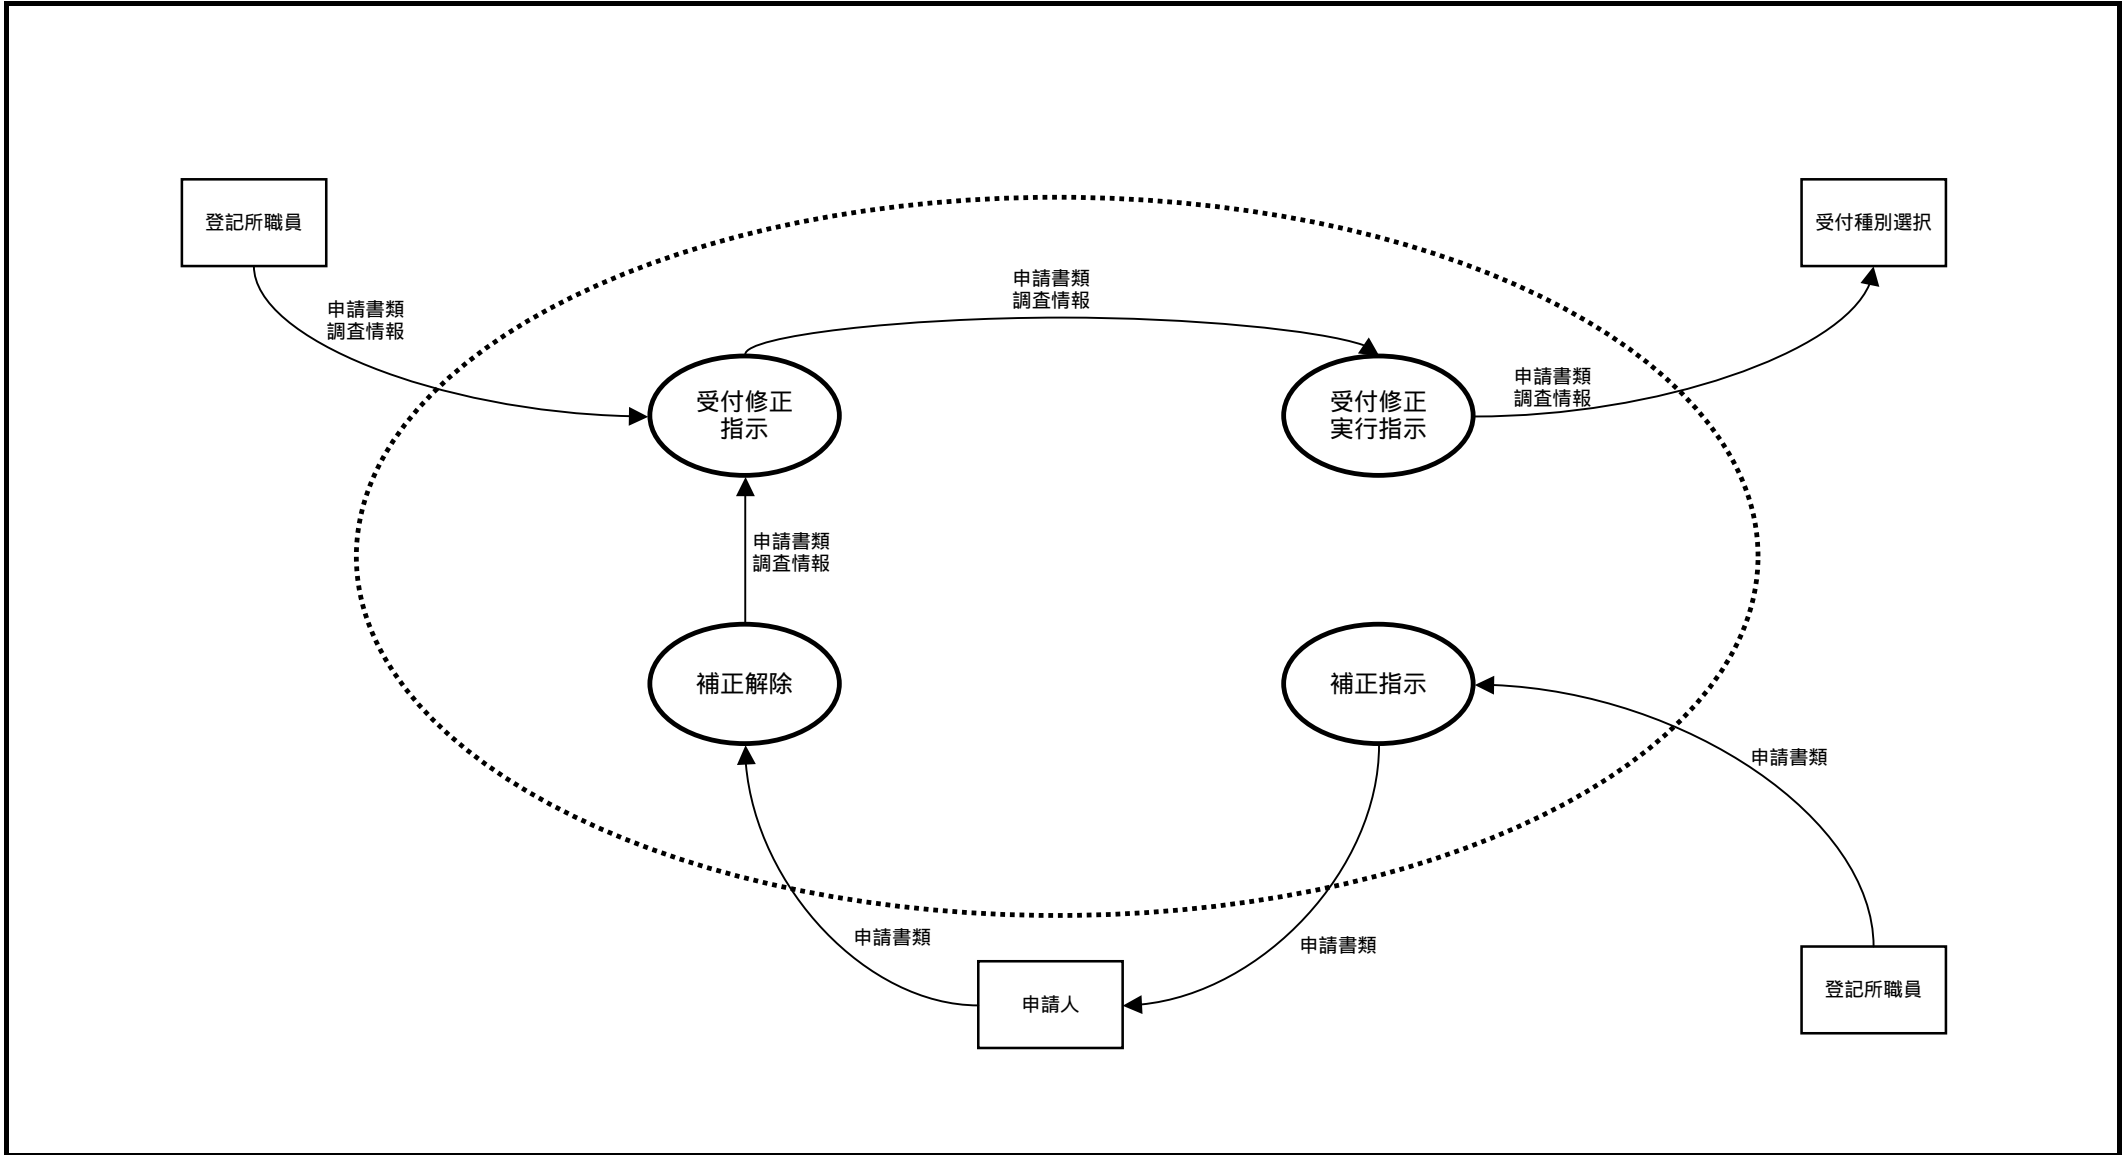 登記所職員
受付種別選択
申請書類
調査情報
申請書類
調査情報
申請書類
調査情報
受付修正
指示
受付修正
実行指示
申請書類
調査情報
補正解除
補正指示
申請書類
申請書類
申請書類
申請人
登記所職員